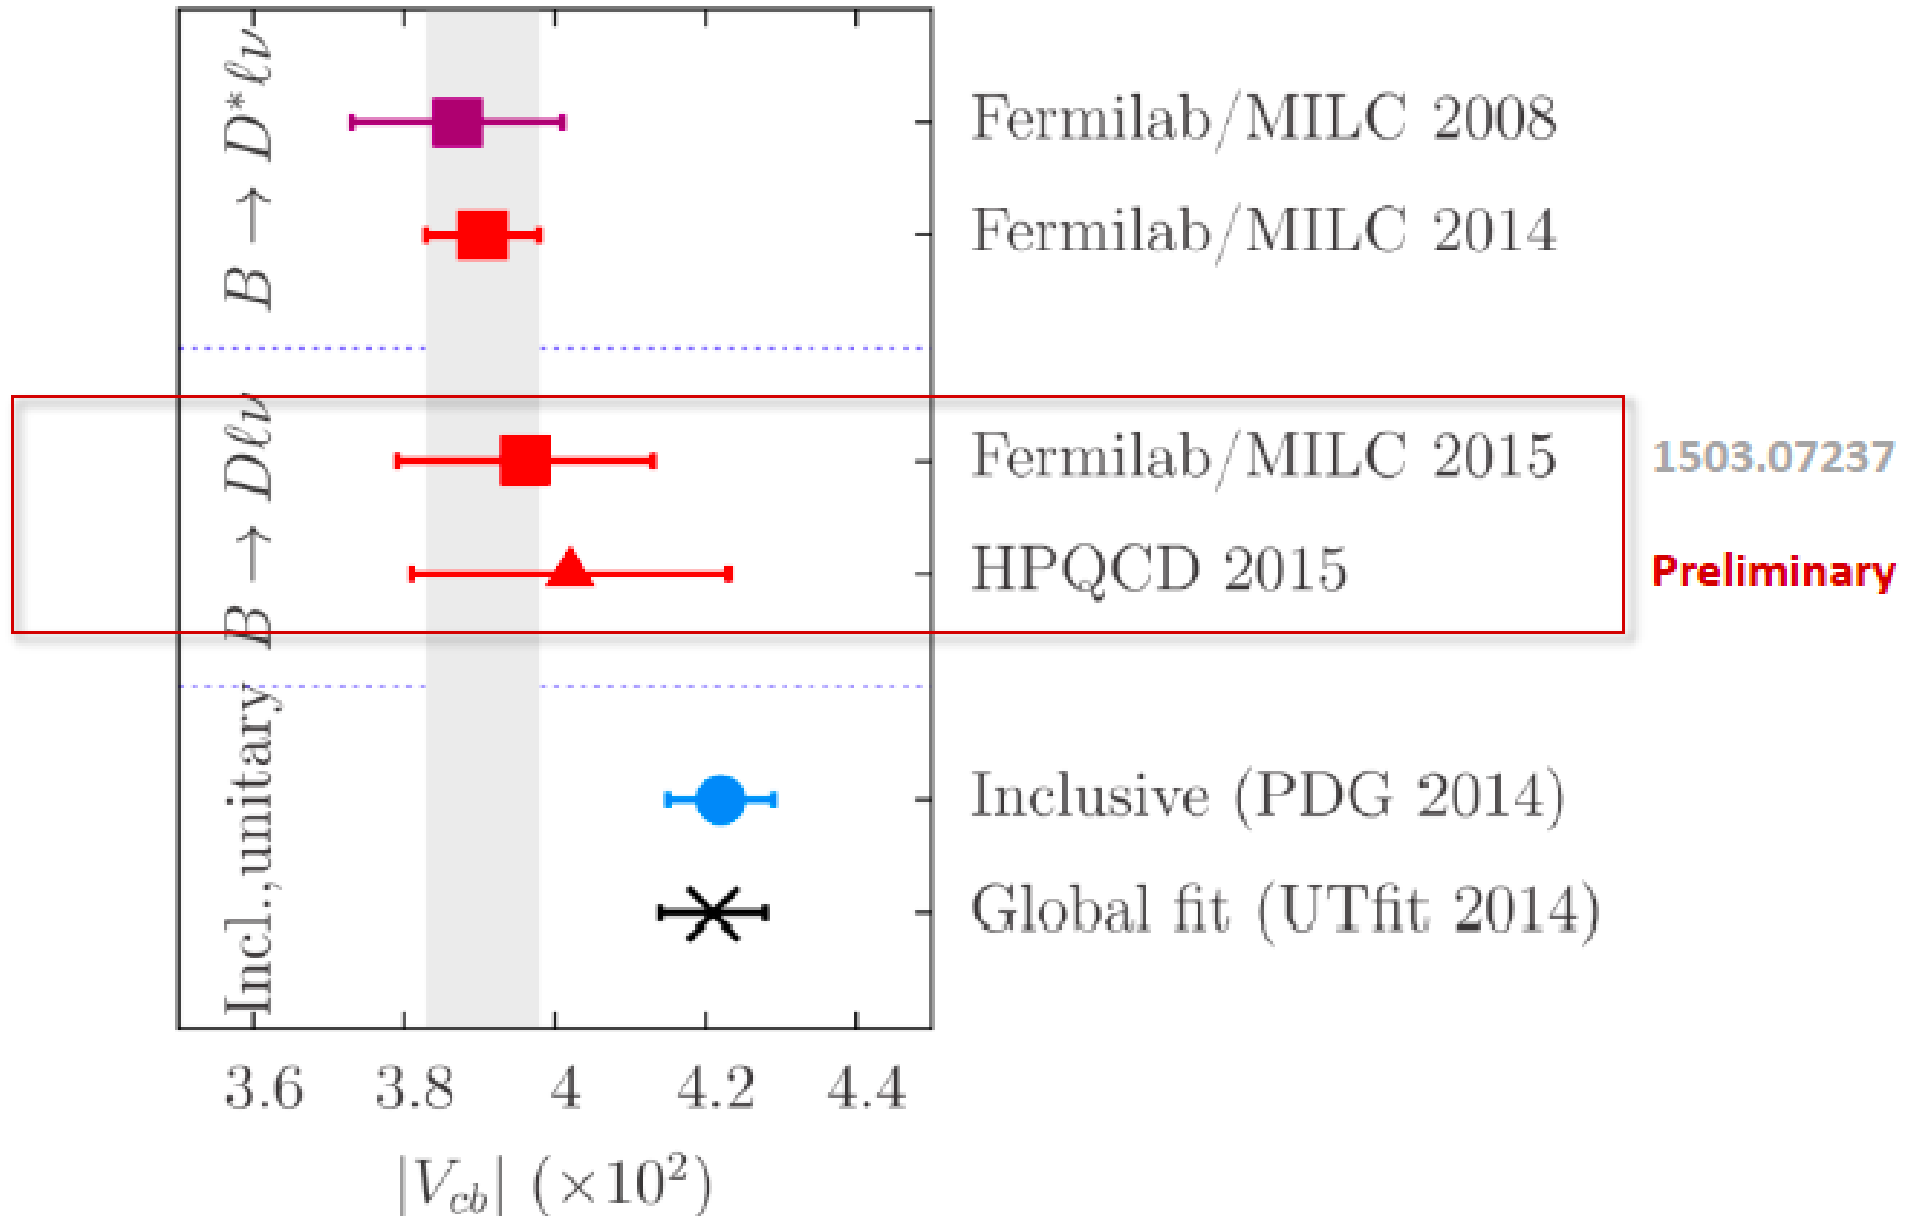 B → D*ℓν
Fermilab/MILC 2008
Fermilab/MILC 2014
B → Dℓν
Fermilab/MILC 2015 1503.07237
HPQCD 2015 Preliminary
Incl.,unitary
Inclusive (PDG 2014)
Global fit (UTfit 2014)
3.6 3.8 4 4.2 4.4
|V_cb| (×10²)